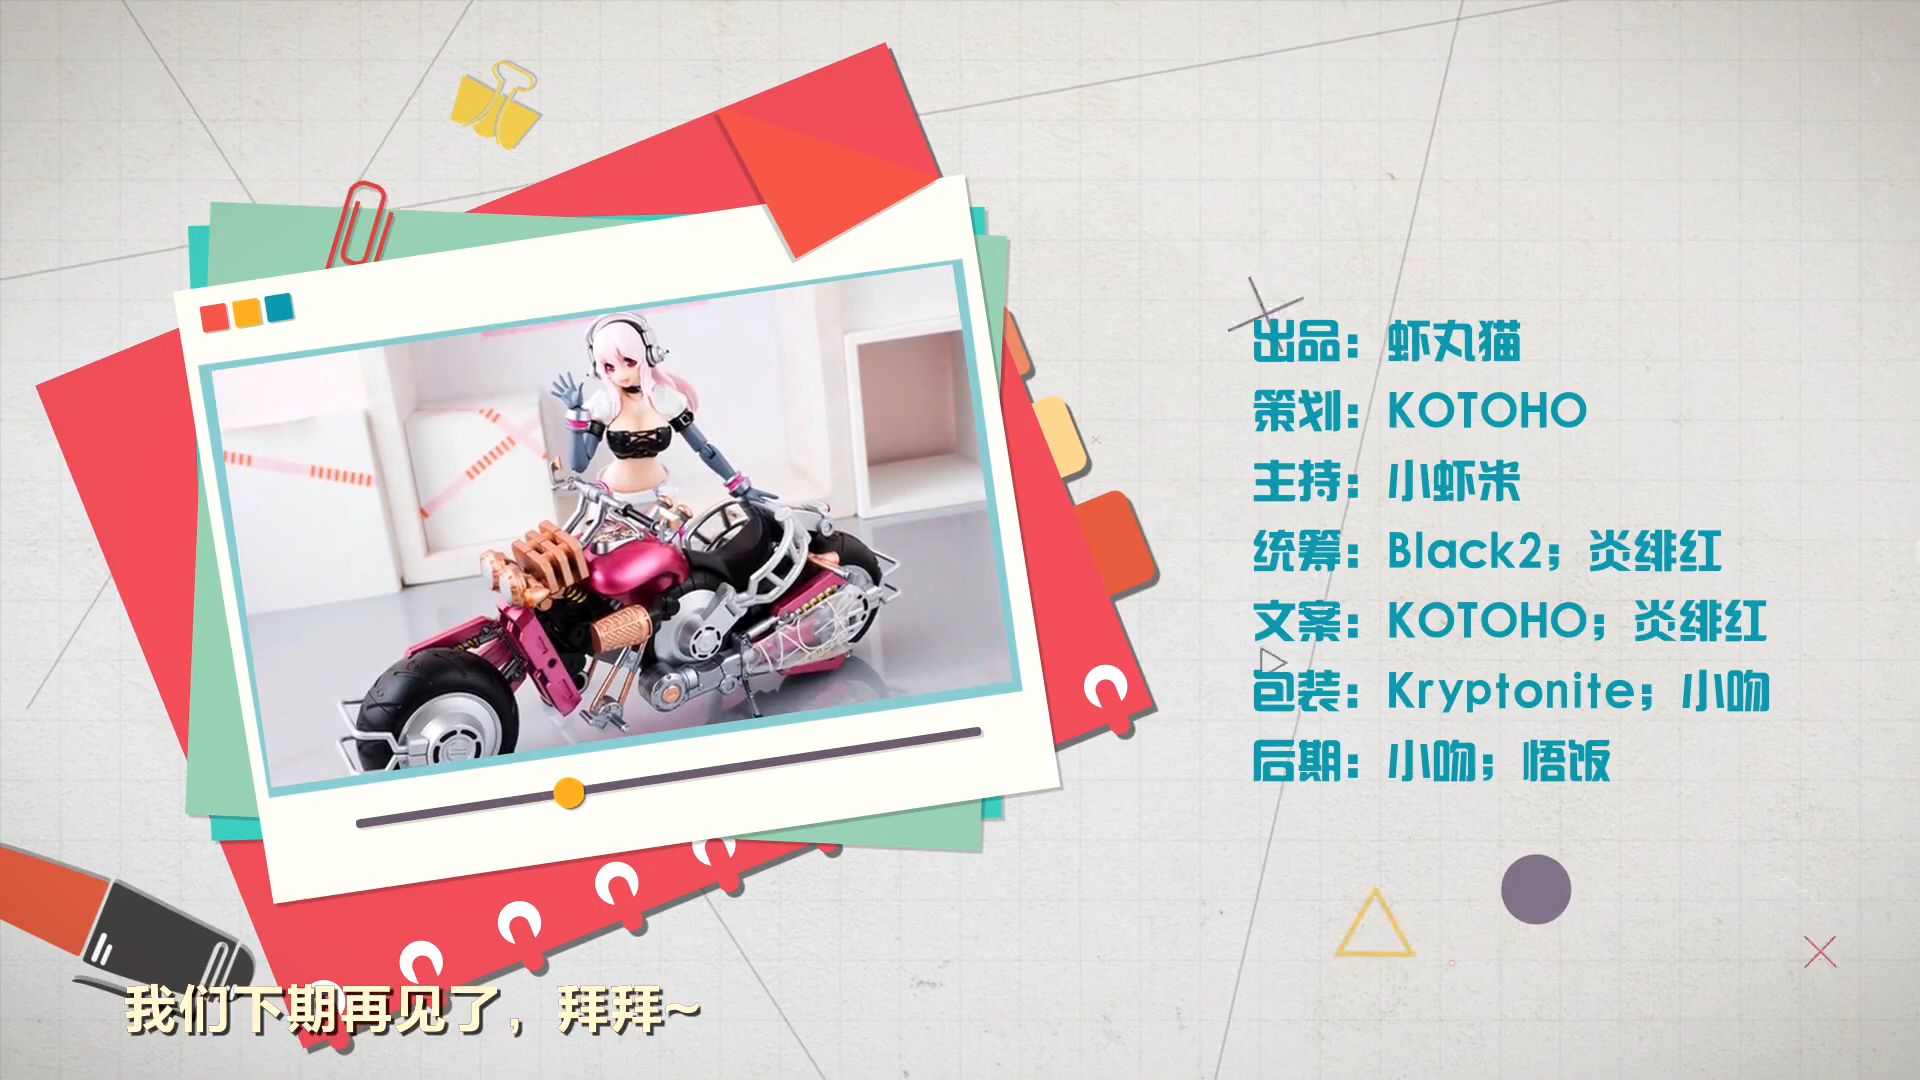 出品：虾丸猫
策划：KOTOHO
主持：小虾米
统筹：Black2；炎绯红
文案：KOTOHO；炎绯红
包装：Kryptonite；小吻
后期：小吻；悟饭
我们下期再见了，拜拜~